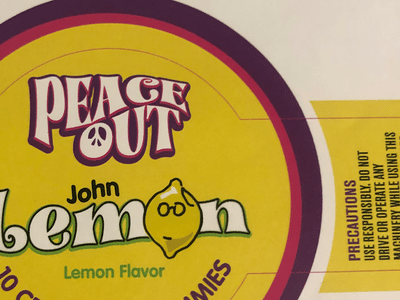 PEACE
OUT
John
Lemon
Lemon Flavor
10
PRECAUTIONS
USE RESPONSIBLY. DO NOT
DRIVE OR OPERATE ANY
MACHINERY WHILE USING THIS